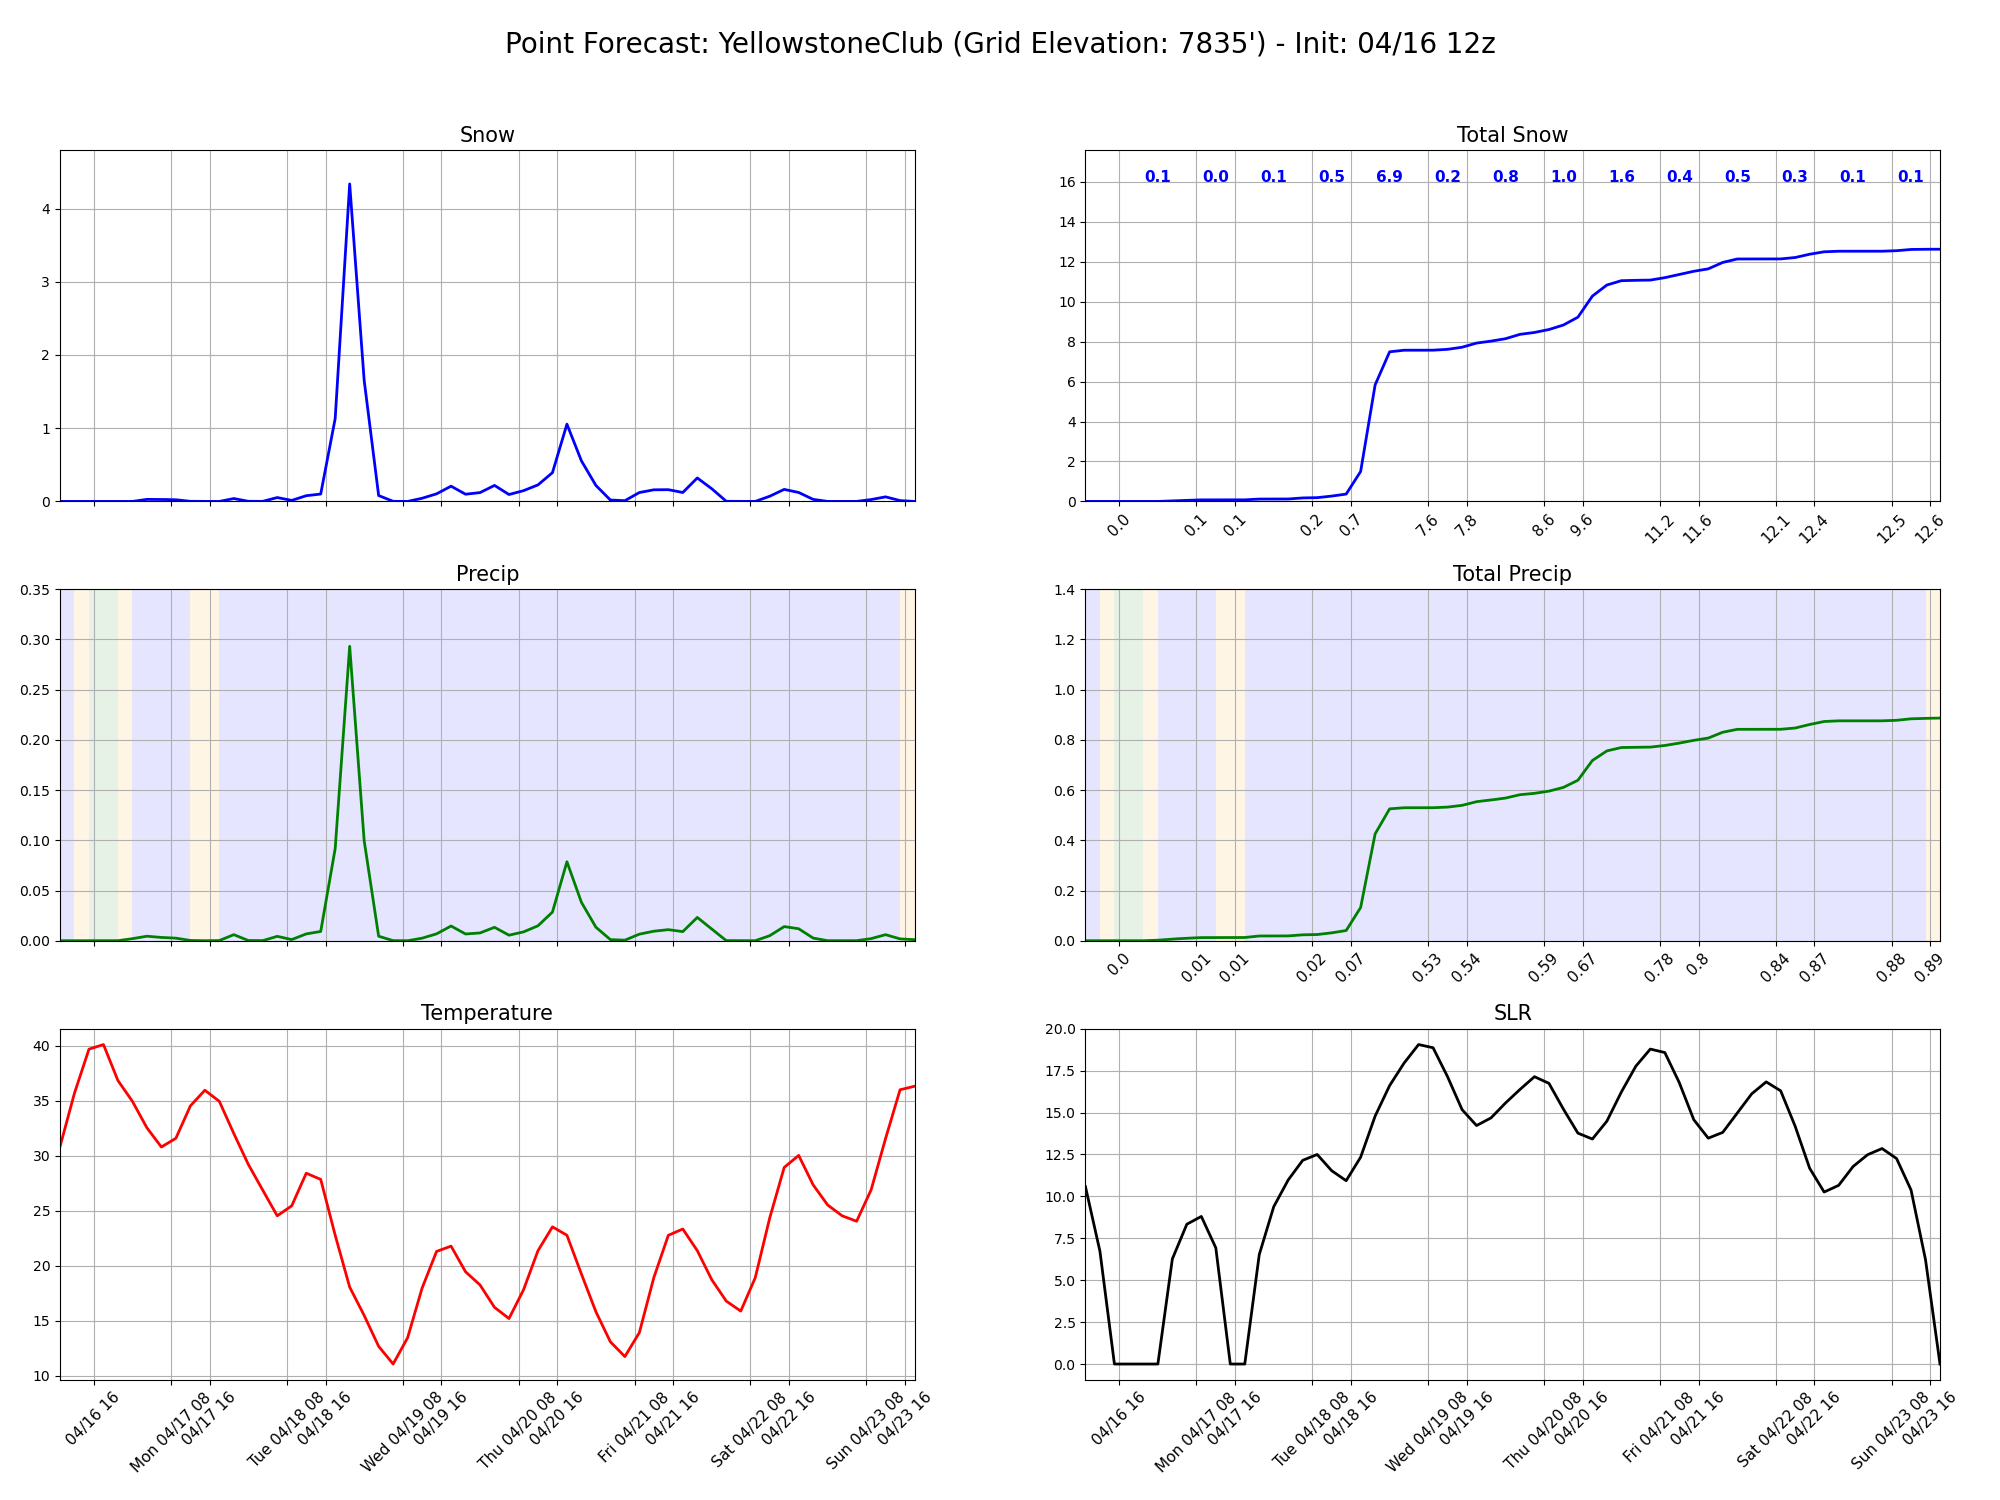 Point Forecast: YellowstoneClub (Grid Elevation: 7835') - Init: 04/16 12z
Snow
4
3
2
1
0
Total Snow
0.1 0.0 0.1 0.5 6.9 0.2 0.8 1.0 1.6 0.4 0.5 0.3 0.1 0.1
16
14
12
10
8
6
4
2
0
0.0 0.1 0.1 0.2 0.7 7.6 7.8 8.6 9.6 11.2 11.6 12.1 12.4 12.5 12.6
Precip
0.35
0.30
0.25
0.20
0.15
0.10
0.05
0.00
Total Precip
1.4
1.2
1.0
0.8
0.6
0.4
0.2
0.0
0.0 0.01 0.01 0.02 0.07 0.53 0.54 0.59 0.67 0.78 0.8 0.84 0.87 0.88 0.89
Temperature
40
35
30
25
20
15
10
04/16 16
Mon 04/17 08
04/17 16
Tue 04/18 08
04/18 16
Wed 04/19 08
04/19 16
Thu 04/20 08
04/20 16
Fri 04/21 08
04/21 16
Sat 04/22 08
04/22 16
Sun 04/23 08
04/23 16
SLR
20.0
17.5
15.0
12.5
10.0
7.5
5.0
2.5
0.0
04/16 16
Mon 04/17 08
04/17 16
Tue 04/18 08
04/18 16
Wed 04/19 08
04/19 16
Thu 04/20 08
04/20 16
Fri 04/21 08
04/21 16
Sat 04/22 08
04/22 16
Sun 04/23 08
04/23 16